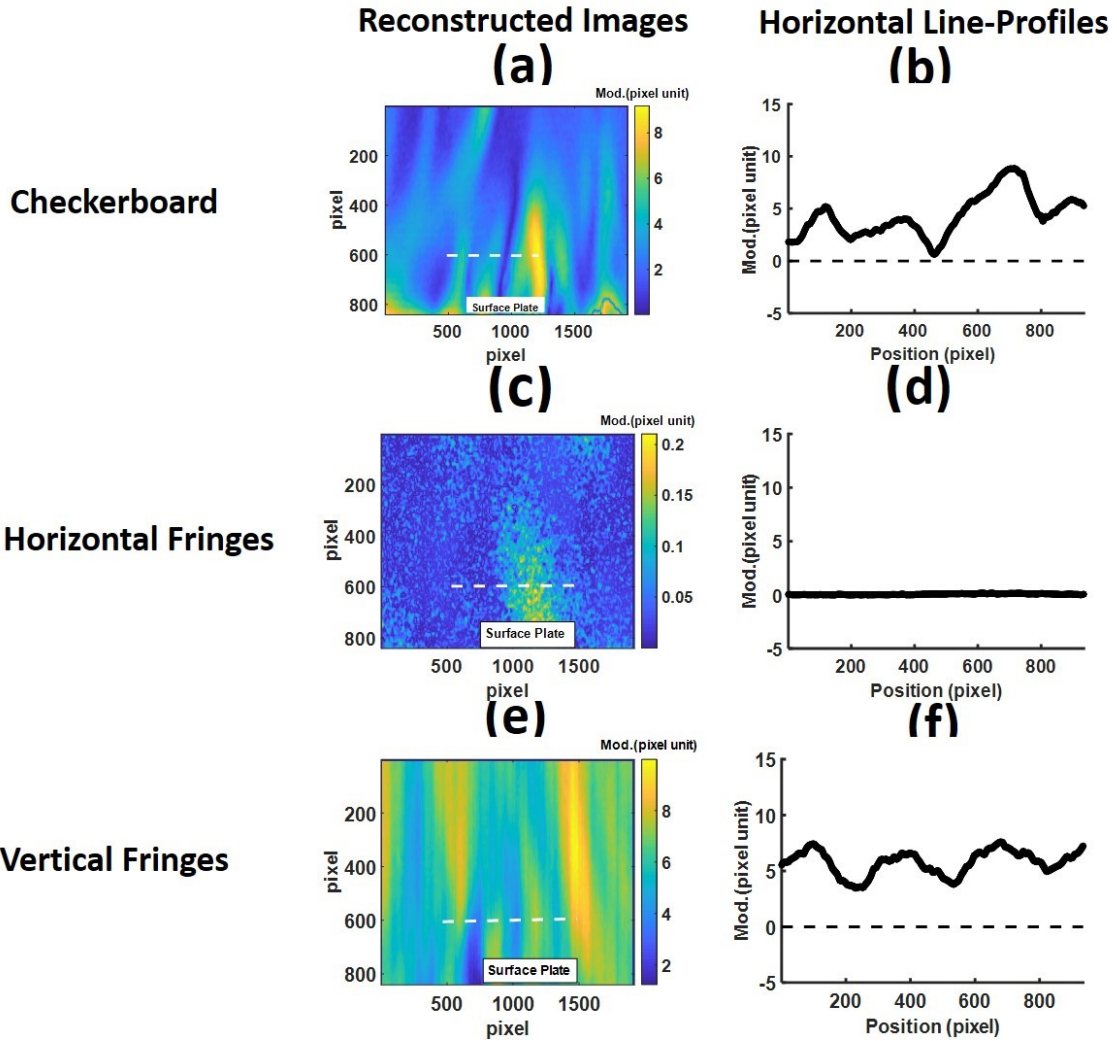 Reconstructed Images
Horizontal Line-Profiles
(a)
(b)
Checkerboard
Mod.(pixel unit)
200
400
600
800
pixel
500 1000 1500
pixel
8
6
4
2
Surface Plate
15
10
5
0
-5
Mod.(pixel unit)
200 400 600 800
Position (pixel)
(c)
(d)
Horizontal Fringes
Mod.(pixel unit)
200
400
600
800
pixel
500 1000 1500
pixel
0.2
0.15
0.1
0.05
Surface Plate
15
10
5
0
-5
Mod.(pixel unit)
200 400 600 800
Position (pixel)
(e)
(f)
Vertical Fringes
Mod.(pixel unit)
200
400
600
800
pixel
500 1000 1500
pixel
8
6
4
2
Surface Plate
15
10
5
0
-5
Mod.(pixel unit)
200 400 600 800
Position (pixel)